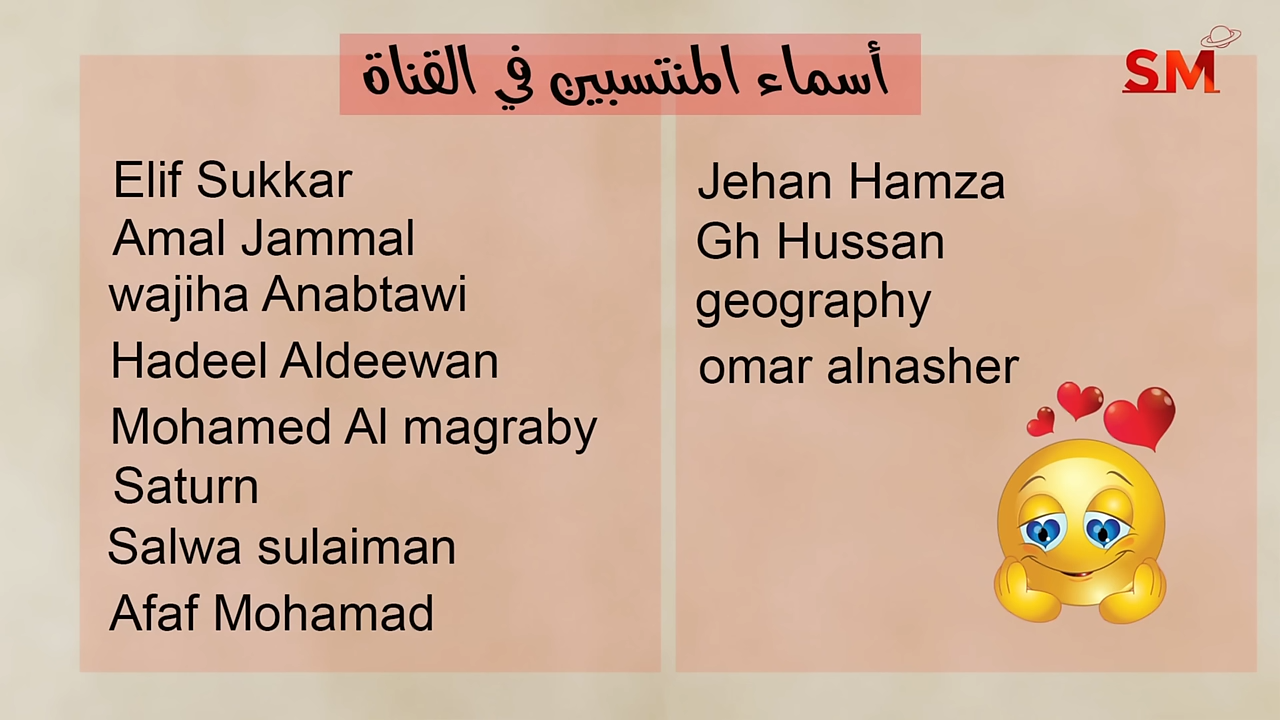 أسماء المنتسبين في القناة
SM
Elif Sukkar
Amal Jammal
wajiha Anabtawi
Hadeel Aldeewan
Mohamed Al magraby
Saturn
Salwa sulaiman
Afaf Mohamad
Jehan Hamza
Gh Hussan
geography
omar alnasher